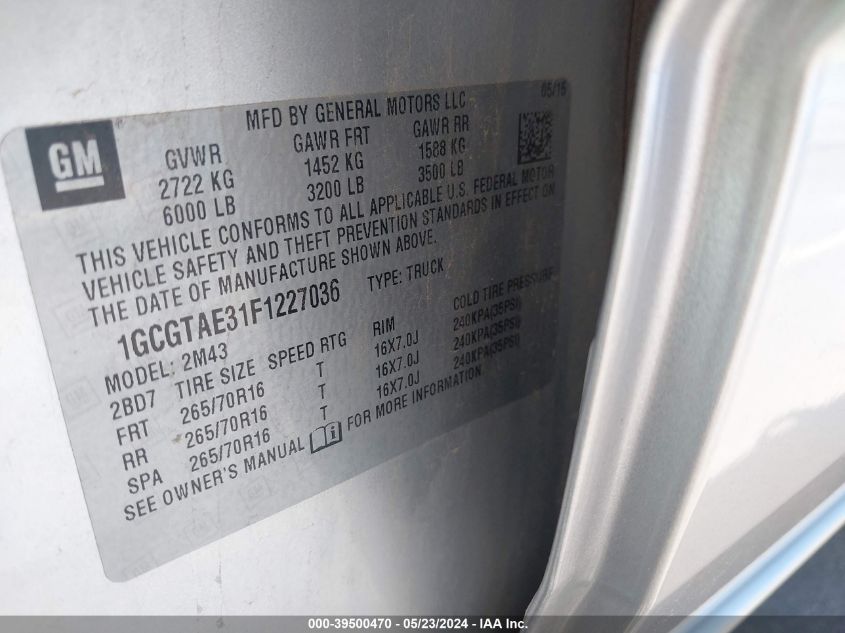 MFD BY GENERAL MOTORS LLC 05/15
GM
GVWR GAWR FRT GAWR RR
2722 KG 1452 KG 1588 KG
6000 LB 3200 LB 3500 LB
THIS VEHICLE CONFORMS TO ALL APPLICABLE U.S. FEDERAL MOTOR
VEHICLE SAFETY AND THEFT PREVENTION STANDARDS IN EFFECT ON
THE DATE OF MANUFACTURE SHOWN ABOVE.
1GCGTAE31F1227036 TYPE: TRUCK
MODEL: 2M43
2BD7 TIRE SIZE SPEED RTG RIM COLD TIRE PRESSURE
FRT 265/70R16 T 16X7.0J 240KPA(35PSI)
RR 265/70R16 T 16X7.0J 240KPA(35PSI)
SPA 265/70R16 T 16X7.0J 240KPA(35PSI)
SEE OWNER'S MANUAL FOR MORE INFORMATION
000-39500470 - 05/23/2024 - IAA Inc.